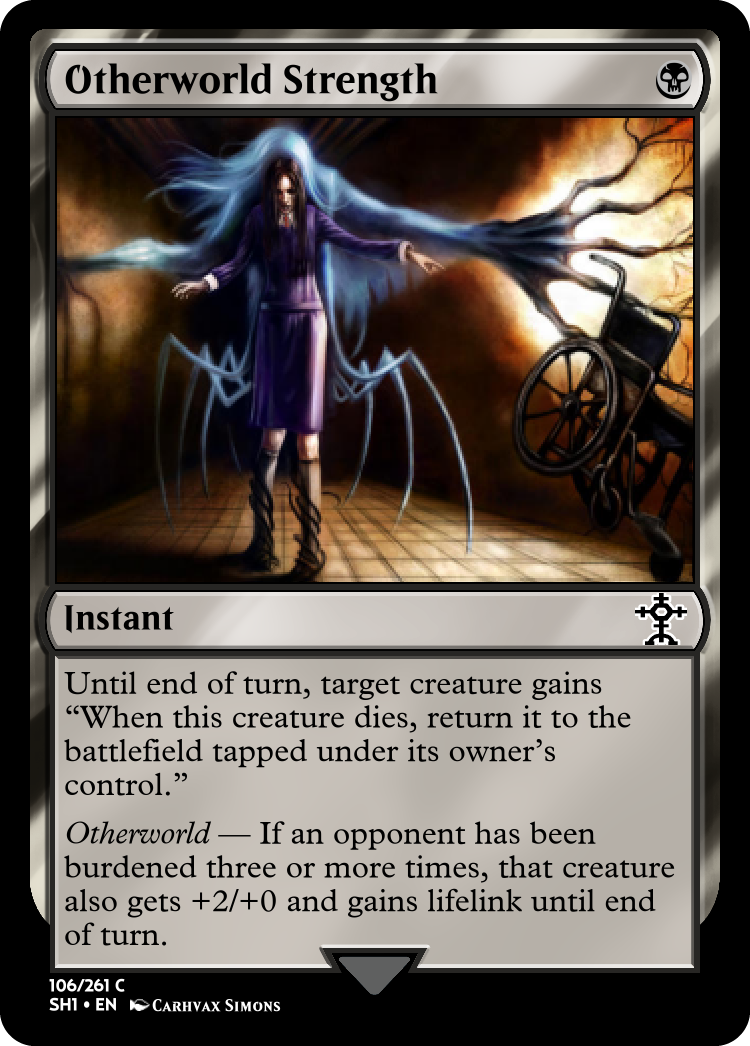 Otherworld Strength
Instant
Until end of turn, target creature gains
“When this creature dies, return it to the
battlefield tapped under its owner’s
control.”
Otherworld — If an opponent has been
burdened three or more times, that creature
also gets +2/+0 and gains lifelink until end
of turn.
106/261 C
SH1 • EN Carhvax Simons